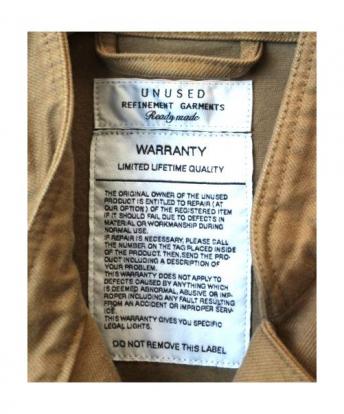 UNUSED
REFINEMENT GARMENTS
Ready made
WARRANTY
LIMITED LIFETIME QUALITY
THE ORIGINAL OWNER OF THE UNUSED
PRODUCT IS ENTITLED TO REPAIR (AT
OUR OPTION) OF THE REGISTERED ITEM
IF IT SHOULD FAIL DUE TO DEFECTS IN
MATERIAL OR WORKMANSHIP DURING
NORMAL USE.
IF REPAIR IS NECESSARY, PLEASE CALL
THE NUMBER ON THE TAG PLACED INSIDE
OF THE PRODUCT. THEN, SEND THE PRO-
DUCT INCLUDING A DESCRIPTION OF
YOUR PROBLEM.
THIS WARRANTY DOES NOT APPLY TO
DEFECTS CAUSED BY ANYTHING WHICH
IS DEEMED ABNORMAL, ABUSIVE OR IMP-
ROPER INCLUDING ANY FAULT RESULTING
FROM AN ACCIDENT OR IMPROPER SERV-
ICE.
THIS WARRANTY GIVES YOU SPECIFIC
LEGAL LIGHTS.
DO NOT REMOVE THIS LABEL